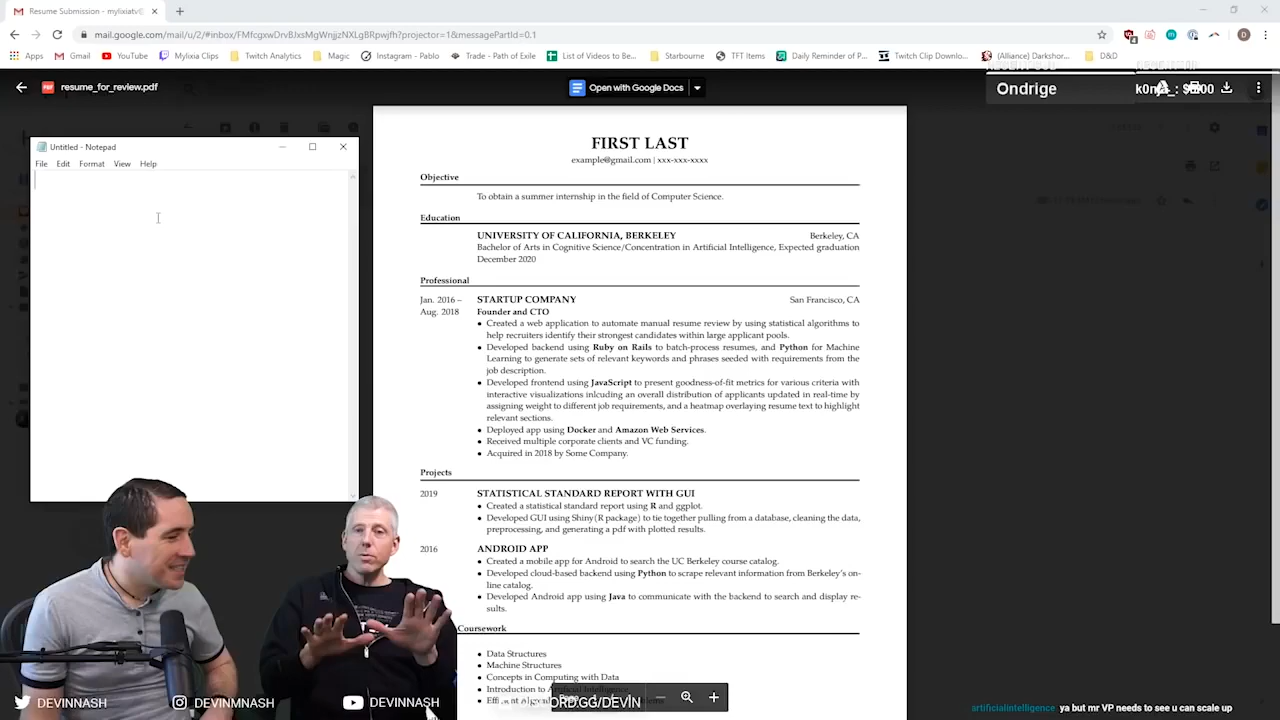 Resume Submission - mylixiatv
mail.google.com/mail/u/2/#inbox/FMfcgxwDrvBJxsMgWnjjzNXLgBRpwjfh?projector=1&messagePartId=0.1
Apps Gmail YouTube Mylixia Clips Twitch Analytics Magic Instagram - Pablo Trade - Path of Exile List of Videos to Be... Starbourne TFT Items Daily Reminder of P... Twitch Clip Downlo... (Alliance) Darkshor... D&D
resume_for_review.pdf
Open with Google Docs
Ondrige
Untitled - Notepad
File Edit Format View Help
FIRST LAST
example@gmail.com | xxx-xxx-xxxx
Objective
To obtain a summer internship in the field of Computer Science.
Education
UNIVERSITY OF CALIFORNIA, BERKELEY Berkeley, CA
Bachelor of Arts in Cognitive Science/Concentration in Artificial Intelligence, Expected graduation
December 2020
Professional
Jan. 2016 – STARTUP COMPANY San Francisco, CA
Aug. 2018 Founder and CTO
• Created a web application to automate manual resume review by using statistical algorithms to
help recruiters identify their strongest candidates within large applicant pools.
• Developed backend using Ruby on Rails to batch-process resumes, and Python for Machine
Learning to generate sets of relevant keywords and phrases seeded with requirements from the
job description.
• Developed frontend using JavaScript to present goodness-of-fit metrics for various criteria with
interactive visualizations inlcuding an overall distribution of applicants updated in real-time by
assigning weight to different job requirements, and a heatmap overlaying resume text to highlight
relevant sections.
• Deployed app using Docker and Amazon Web Services.
• Received multiple corporate clients and VC funding.
• Acquired in 2018 by Some Company.
Projects
2019 STATISTICAL STANDARD REPORT WITH GUI
• Created a statistical standard report using R and ggplot.
• Developed GUI using Shiny(R package) to tie together pulling from a database, cleaning the data,
preprocessing, and generating a pdf with plotted results.
2016 ANDROID APP
• Created a mobile app for Android to search the UC Berkeley course catalog.
• Developed cloud-based backend using Python to scrape relevant information from Berkeley's on-
line catalog.
• Developed Android app using Java to communicate with the backend to search and display re-
sults.
Coursework
• Data Structures
• Machine Structures
• Concepts in Computing with Data
• Introduction to Artificial Intelligence
DEVINNASH DEVINNASH DEVINNASH
ORD.GG/DEVIN
srtificialintelligence ya but mr VP needs to see u can scale up